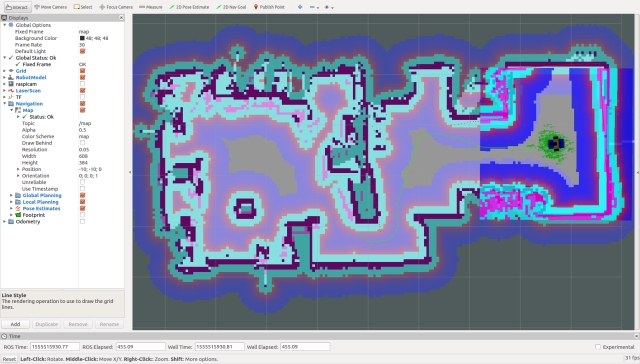 Interact Move Camera Select Focus Camera Measure 2D Pose Estimate 2D Nav Goal Publish Point
Displays
Global Options
Fixed Frame map
Background Color 48; 48; 48
Frame Rate 30
Default Light
Global Status: Ok
Fixed Frame OK
Grid
RobotModel
raspicam
LaserScan
TF
Navigation
Map
Status: Ok
Topic /map
Alpha 0.5
Color Scheme map
Draw Behind
Resolution 0.05
Width 608
Height 384
Position -10; -10; 0
Orientation 0; 0; 0; 1
Unreliable
Use Timestamp
Global Planning
Local Planning
Pose Estimates
Footprint
Odometry
Line Style
The rendering operation to use to draw the grid
lines.
Add Duplicate Remove Rename
Time
ROS Time: 1555515930.77 ROS Elapsed: 455.09 Wall Time: 1555515930.81 Wall Elapsed: 455.09 Experimental
Reset Left-Click: Rotate. Middle-Click: Move X/Y. Right-Click: Zoom. Shift: More options. 31 fps